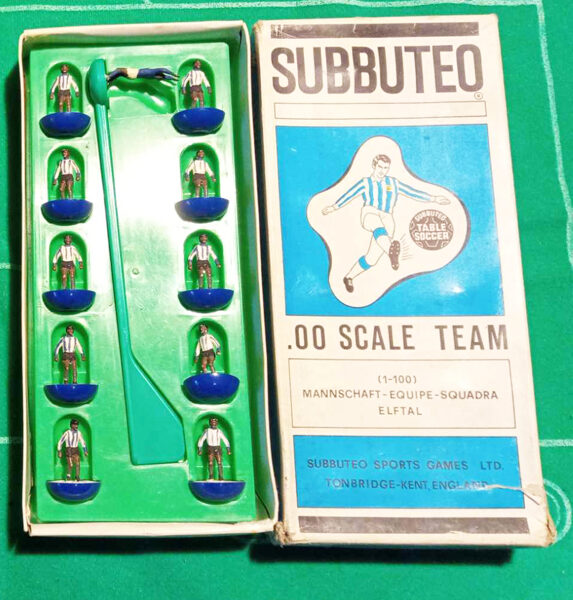 SUBBUTEO
®
SUBBUTEO
TABLE
SOCCER
.00 SCALE TEAM
(1-100)
MANNSCHAFT-EQUIPE-SQUADRA
ELFTAL
SUBBUTEO SPORTS GAMES LTD.
TONBRIDGE-KENT, ENGLAND